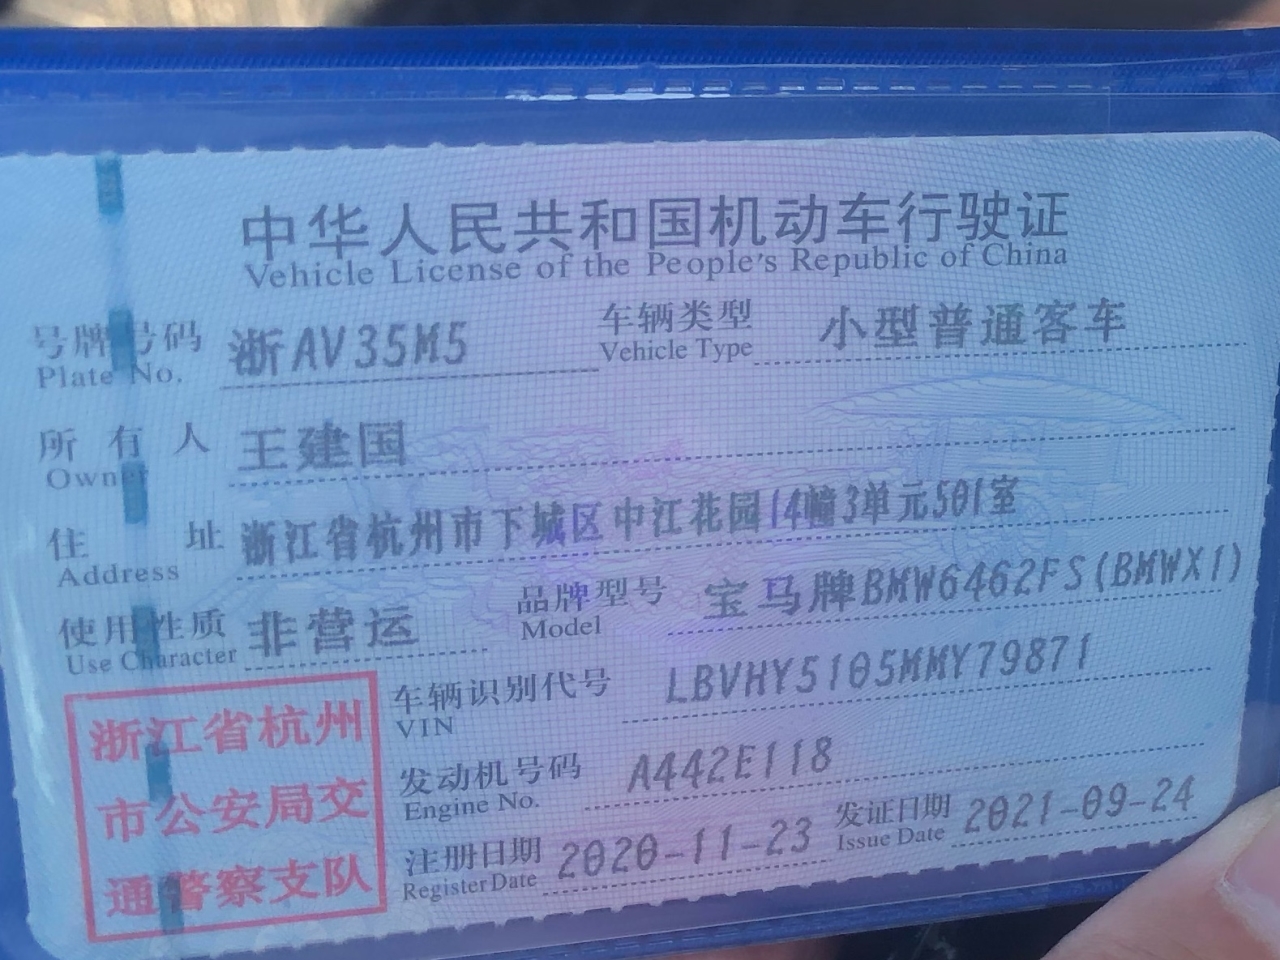 中华人民共和国机动车行驶证
Vehicle License of the People's Republic of China
号牌号码 浙AV35M5 车辆类型 小型普通客车
Plate No. Vehicle Type
所有人 王建国
Owner
住址 浙江省杭州市下城区中江花园14幢3单元501室
Address
使用性质 非营运 品牌型号 宝马牌BMW6462FS(BMWX1)
Use Character Model
浙江省杭州
市公安局交
通警察支队
车辆识别代号 LBVHY5105MMY79871
VIN
发动机号码 A442E118
Engine No.
注册日期 2020-11-23 发证日期 2021-09-24
Register Date Issue Date